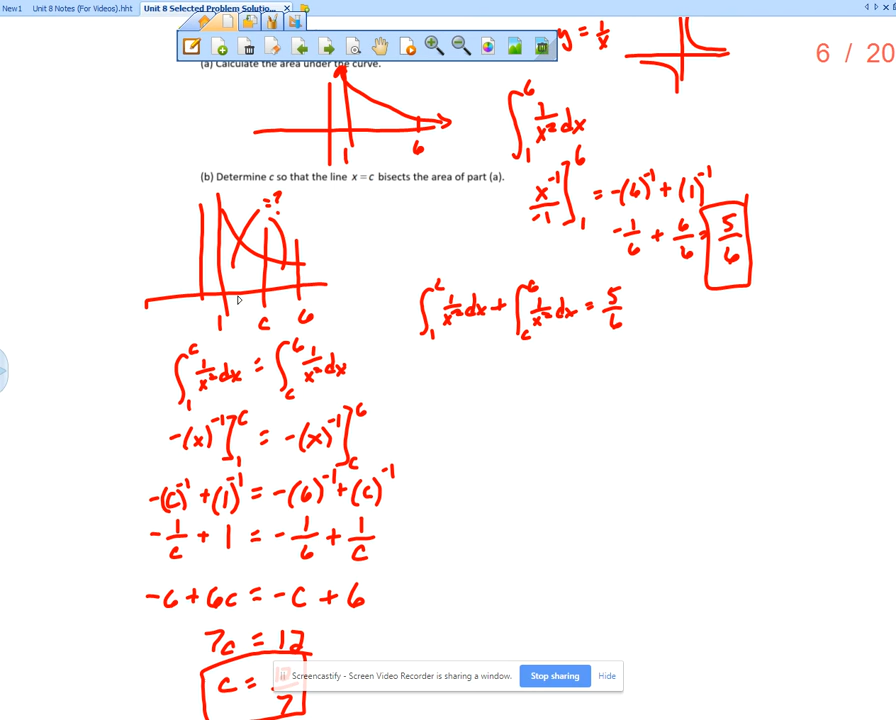 New1
Unit 8 Notes (For Videos).hht
Unit 8 Selected Problem Solutio...
6 / 20
y = 1/x
(a) Calculate the area under the curve.
1 6
∫₁⁶ 1/x² dx
x⁻¹/-1 ]₁⁶ = -(6)⁻¹ + (1)⁻¹
-1/6 + 6/6 = 5/6
(b) Determine c so that the line x = c bisects the area of part (a).
=?
1 c 6
∫₁ᶜ 1/x² dx + ∫c⁶ 1/x² dx = 5/6
∫₁ᶜ 1/x² dx = ∫c⁶ 1/x² dx
-(x)⁻¹ ]₁ᶜ = -(x)⁻¹ ]c⁶
-(c)⁻¹ + (1)⁻¹ = -(6)⁻¹ + (c)⁻¹
-1/c + 1 = -1/6 + 1/c
-6 + 6c = -c + 6
7c = 12
c = 12/7
Screencastify - Screen Video Recorder is sharing a window.
Stop sharing
Hide